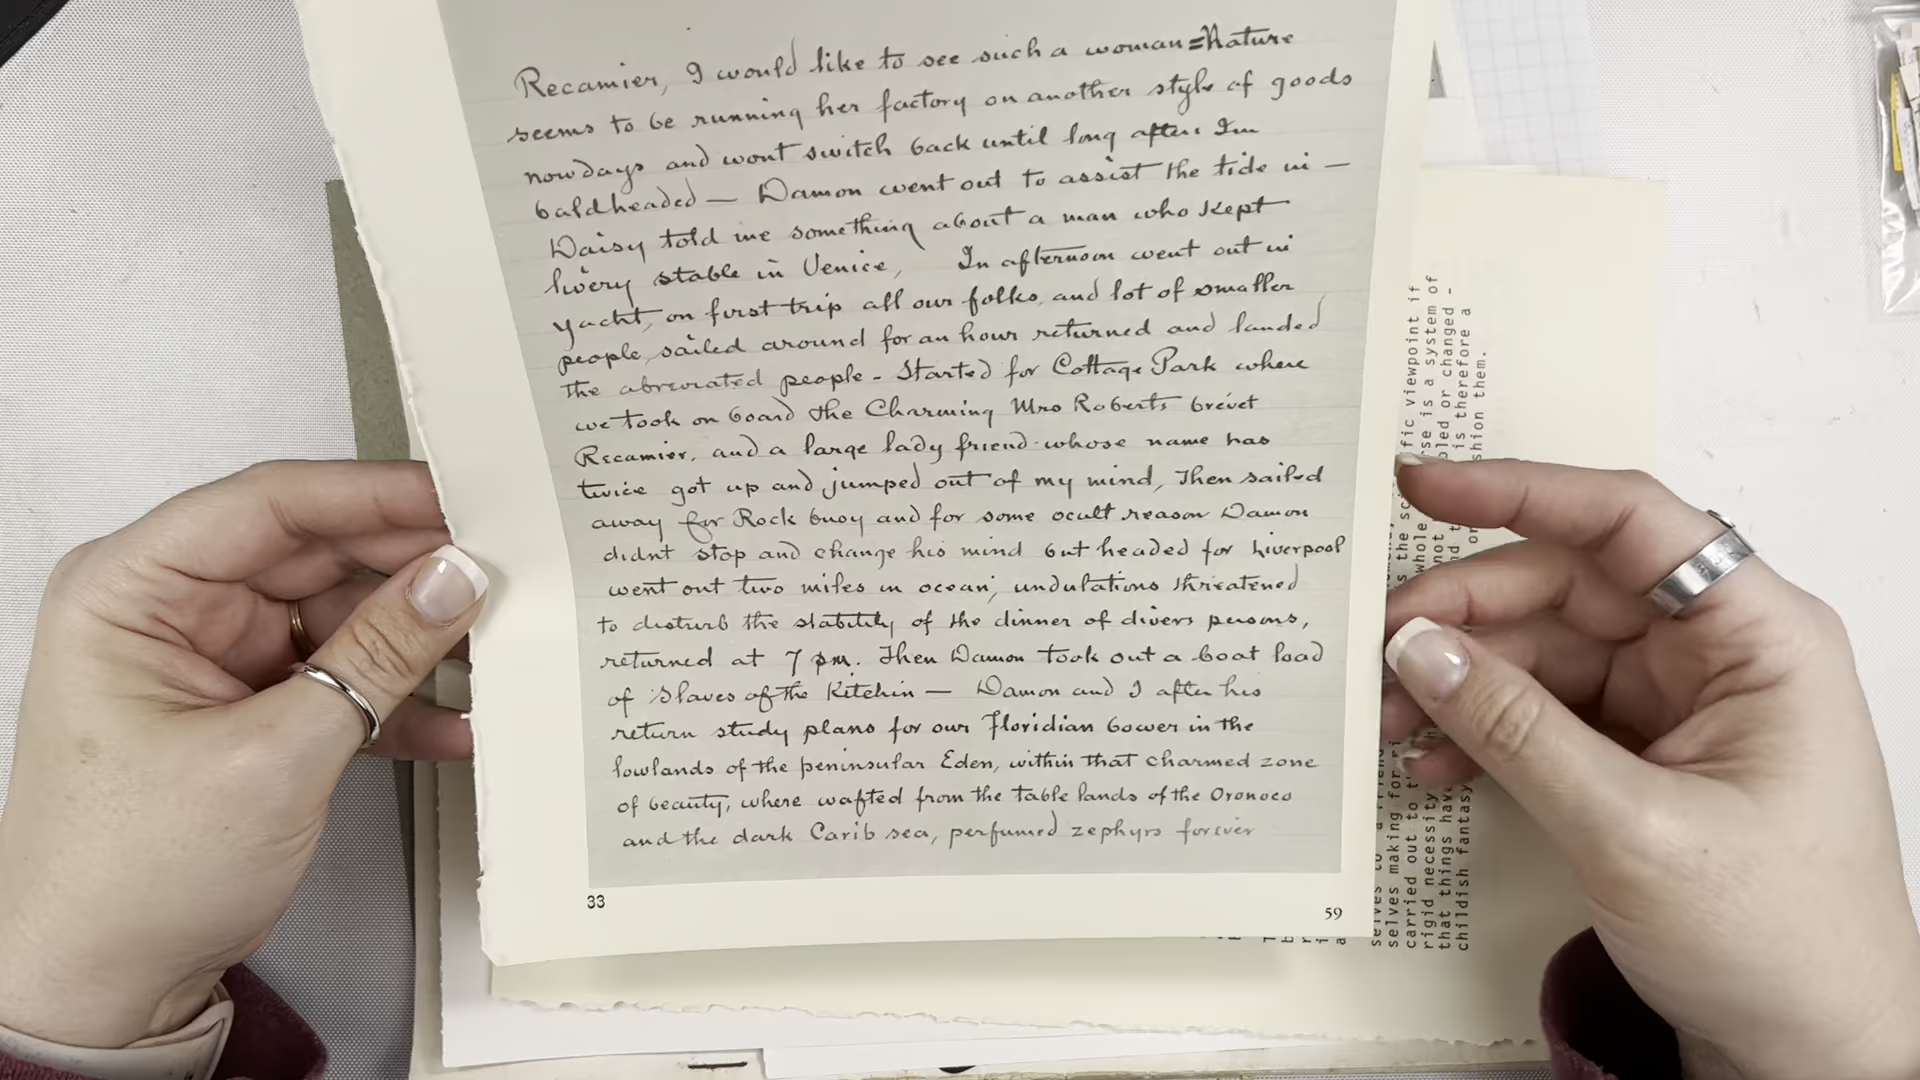 Recamier, I would like to see such a woman = Nature
seems to be running her factory on another style of goods
nowdays and wont switch back until long after Im
baldheaded — Damon went out to assist the tide in —
Daisy told me something about a man who kept
livery stable in Venice, In afternoon went out in
yacht, on first trip all our folks, and lot of smaller
people, sailed around for an hour returned and landed
the abreviated people - Started for Cottage Park where
we took on board the Charming Mrs Roberts brevet
Recamier, and a large lady friend whose name has
twice got up and jumped out of my mind, Then sailed
away for Rock buoy and for some ocult reason Damon
didnt stop and change his mind but headed for Liverpool
went out two miles in ocean, undulations threatened
to disturb the stability of the dinner of divers persons,
returned at 7 pm. Then Damon took out a boat load
of Slaves of the Kitchin — Damon and I after his
return study plans for our Floridian bower in the
lowlands of the peninsular Eden, within that charmed zone
of beauty, where wafted from the table lands of the Oronoco
and the dark Carib sea, perfumed zephyrs forever
33
59
fic viewpoint if
rse is a system of
pled or changed -
is therefore a
shion them.
selves to a friend
selves making for ri
carried out to t
rigid necessity
that things have
childish fantasy